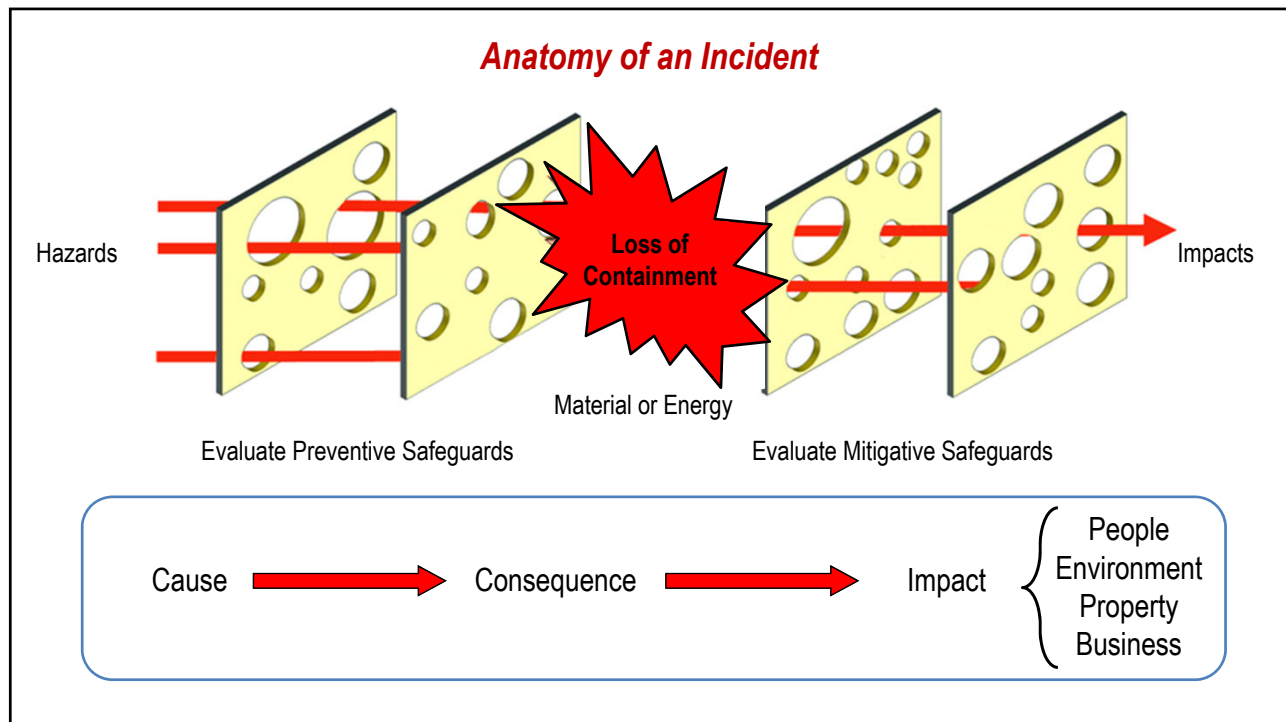 Anatomy of an Incident
Hazards
Loss of
Containment
Impacts
Material or Energy
Evaluate Preventive Safeguards
Evaluate Mitigative Safeguards
Cause
Consequence
Impact
People
Environment
Property
Business